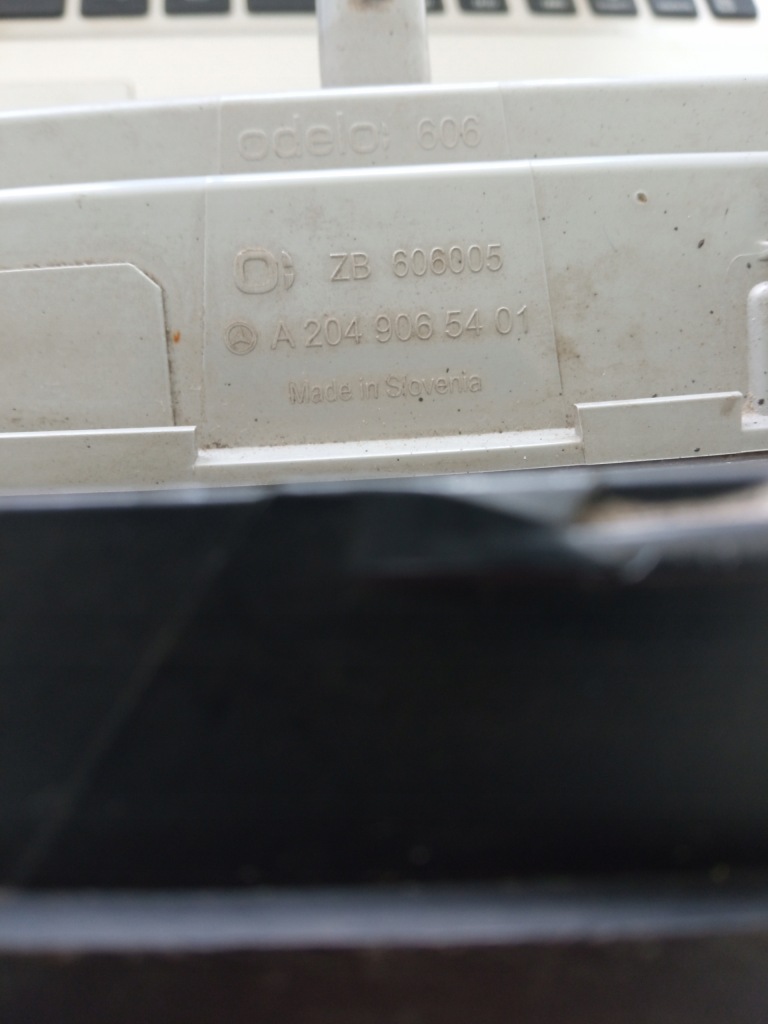 odelo 606
ZB 606005
A 204 906 54 01
Made in Slovenia